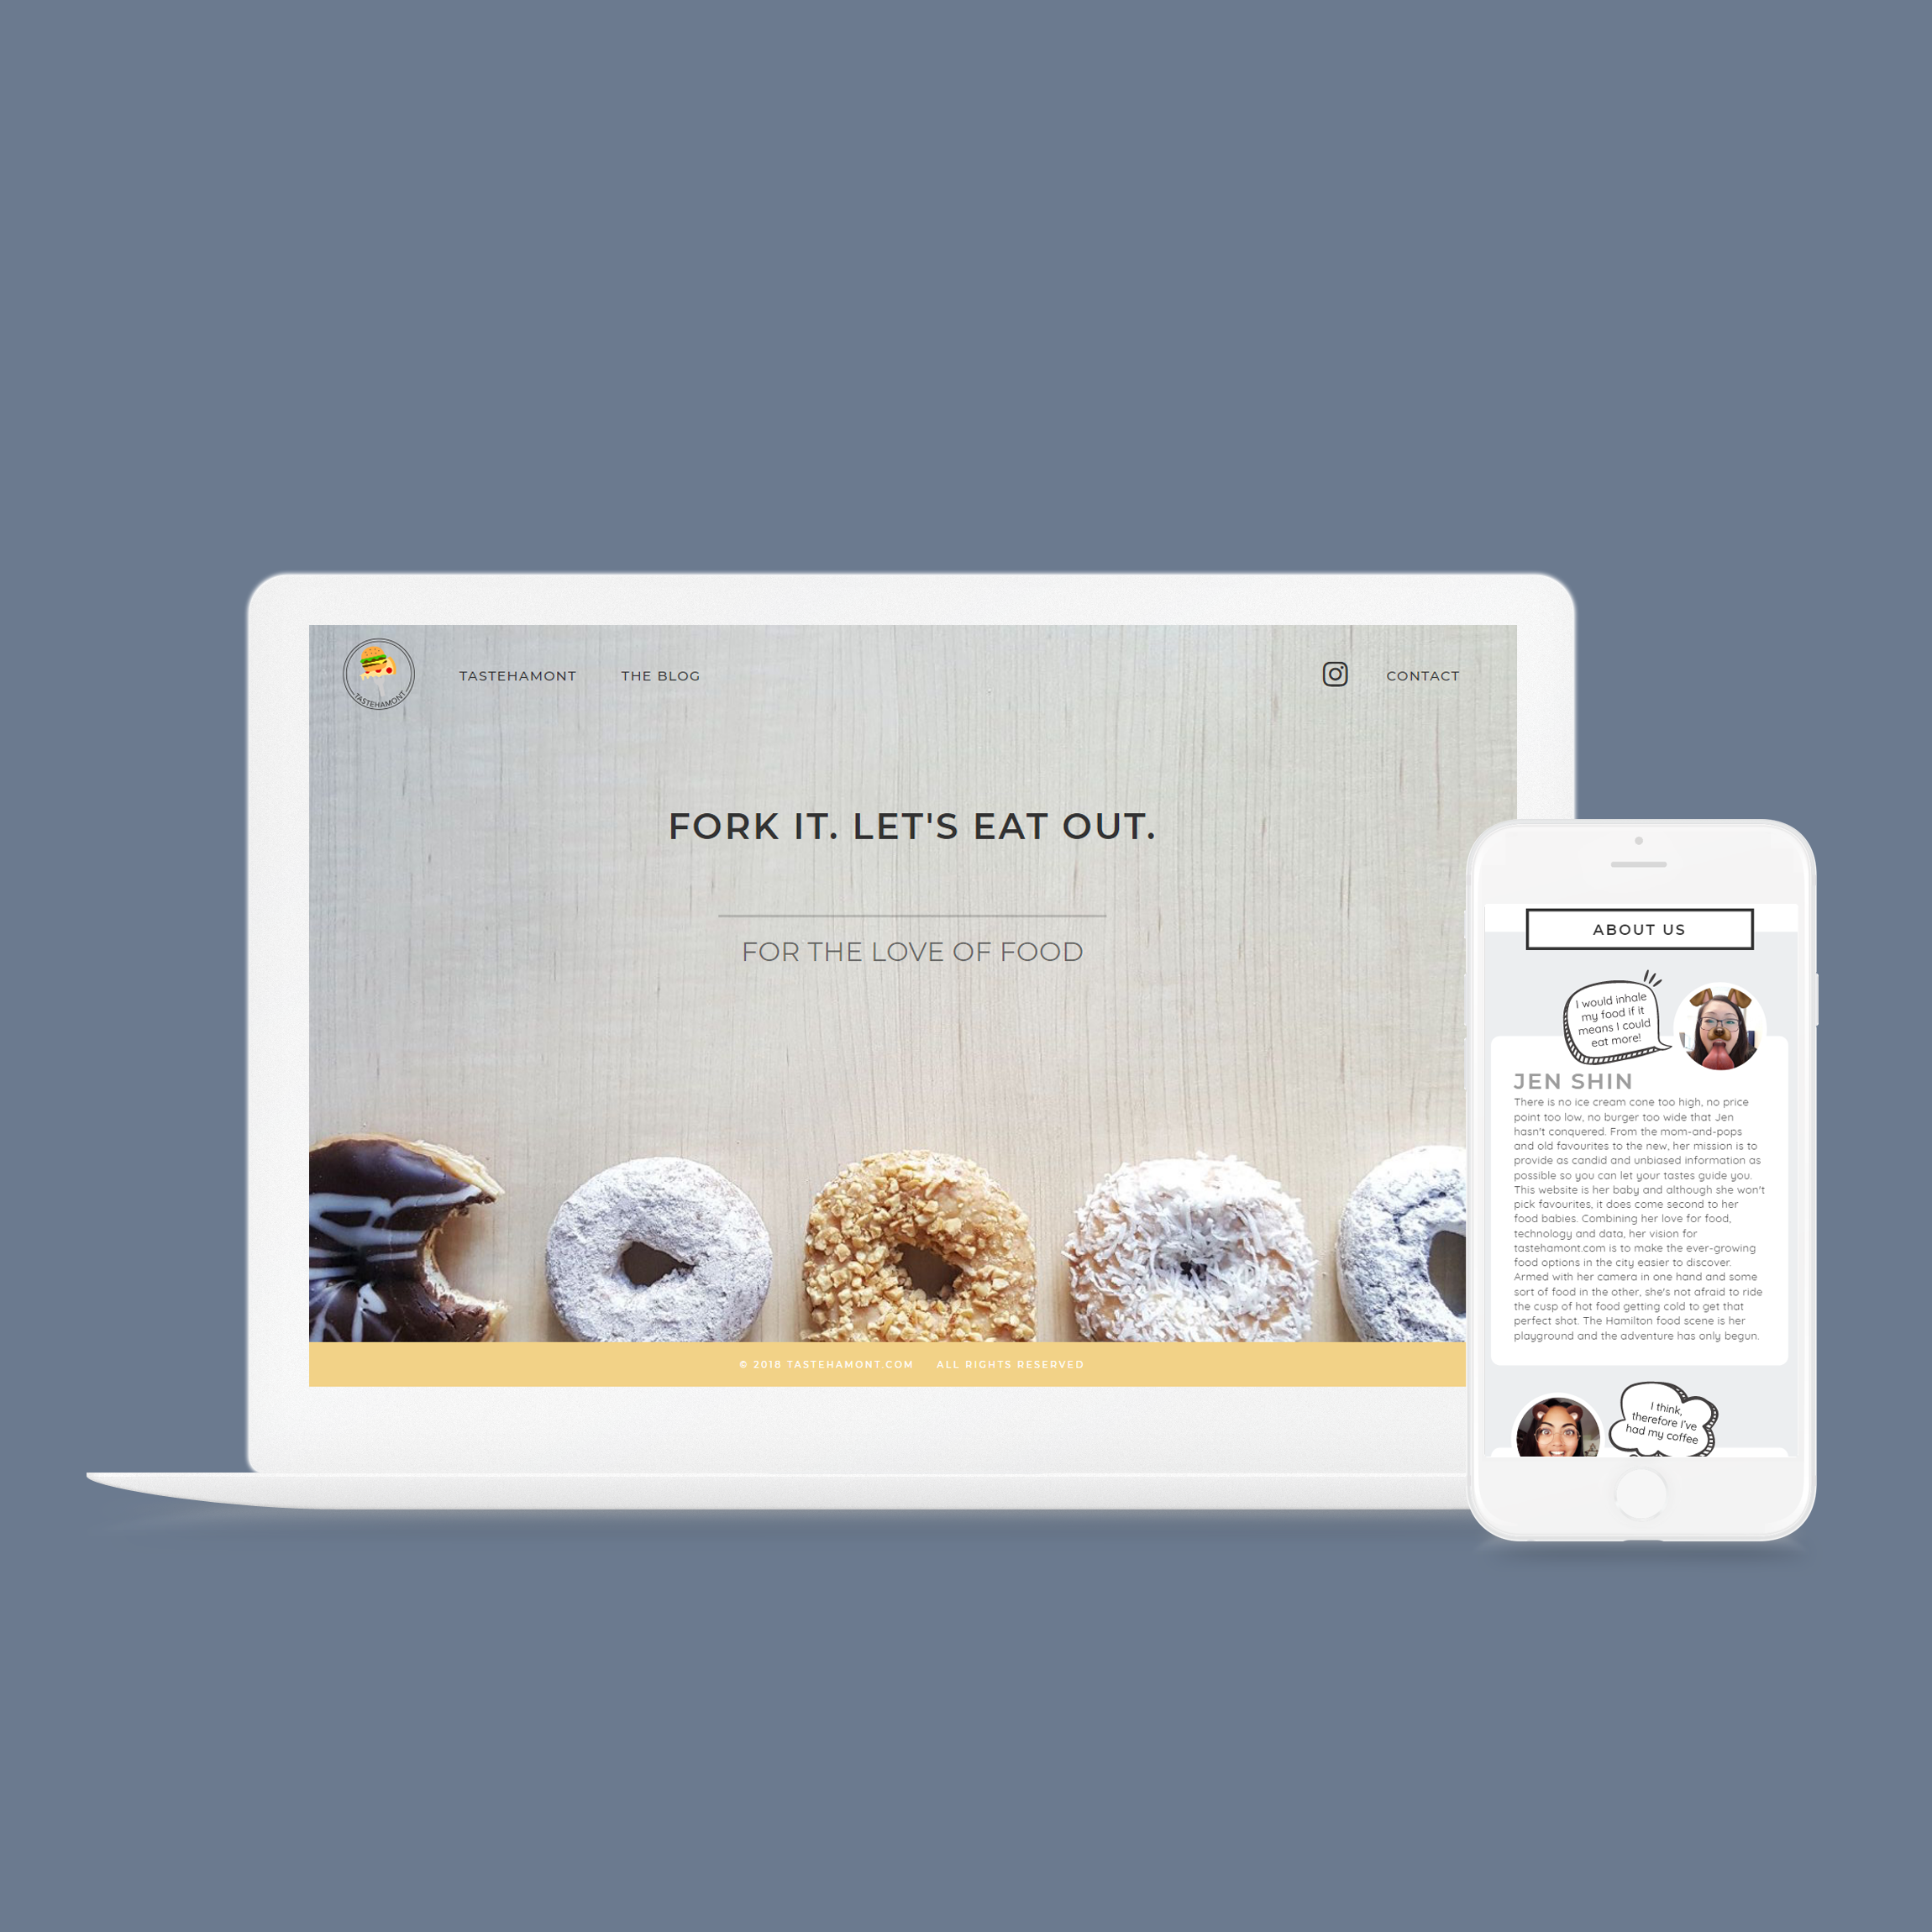 TASTEHAMONT
TASTEHAMONT
THE BLOG
CONTACT
FORK IT. LET'S EAT OUT.
FOR THE LOVE OF FOOD
© 2018 TASTEHAMONT.COM ALL RIGHTS RESERVED
ABOUT US
I would inhale
my food if it
means I could
eat more!
JEN SHIN
There is no ice cream cone too high, no price
point too low, no burger too wide that Jen
hasn't conquered. From the mom-and-pops
and old favourites to the new, her mission is to
provide as candid and unbiased information as
possible so you can let your tastes guide you.
This website is her baby and although she won't
pick favourites, it does come second to her
food babies. Combining her love for food,
technology and data, her vision for
tastehamont.com is to make the ever-growing
food options in the city easier to discover.
Armed with her camera in one hand and some
sort of food in the other, she's not afraid to ride
the cusp of hot food getting cold to get that
perfect shot. The Hamilton food scene is her
playground and the adventure has only begun.
I think,
therefore I've
had my coffee